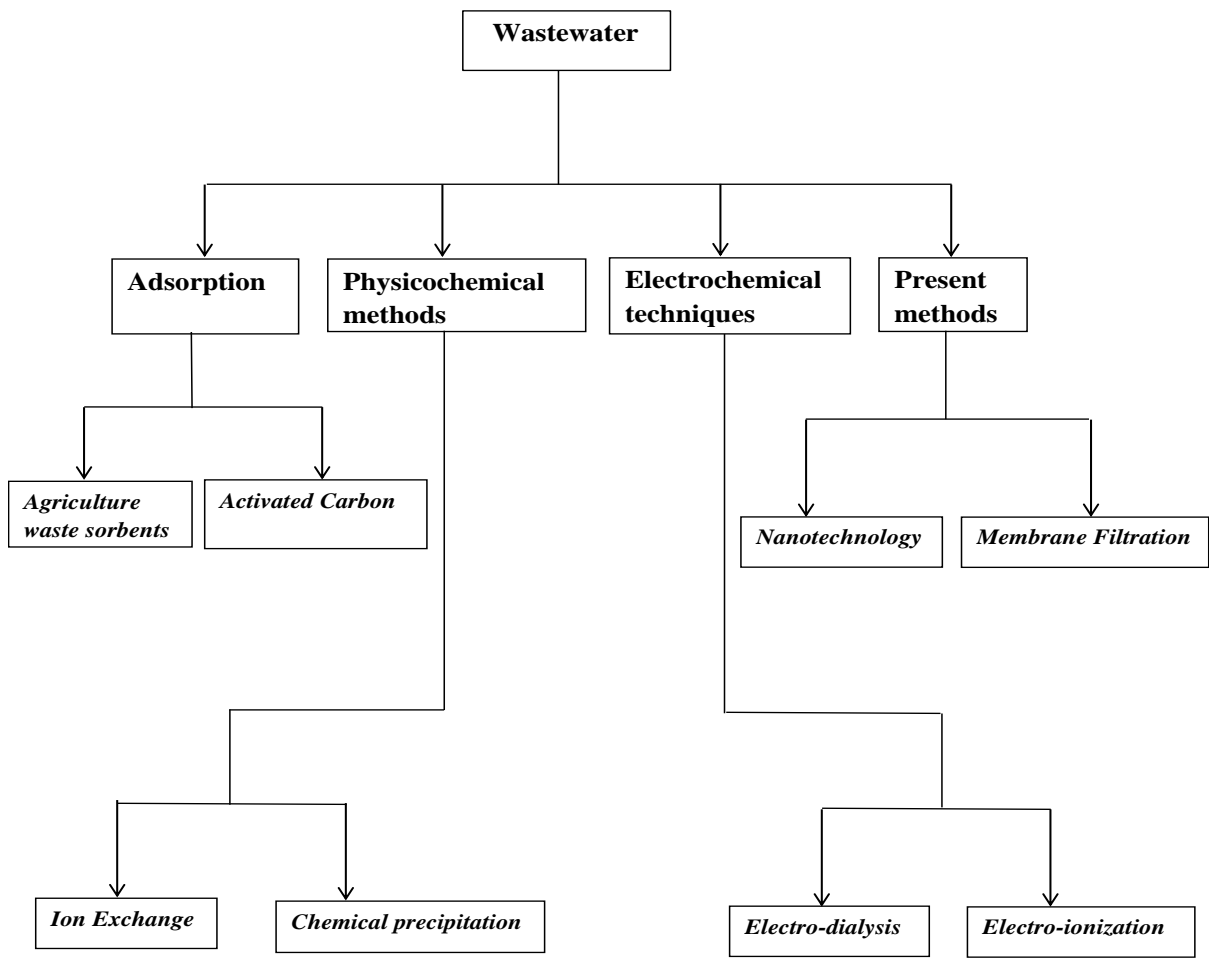 Wastewater
Adsorption
Physicochemical
methods
Electrochemical
techniques
Present
methods
Agriculture
waste sorbents
Activated Carbon
Nanotechnology
Membrane Filtration
Ion Exchange
Chemical precipitation
Electro-dialysis
Electro-ionization